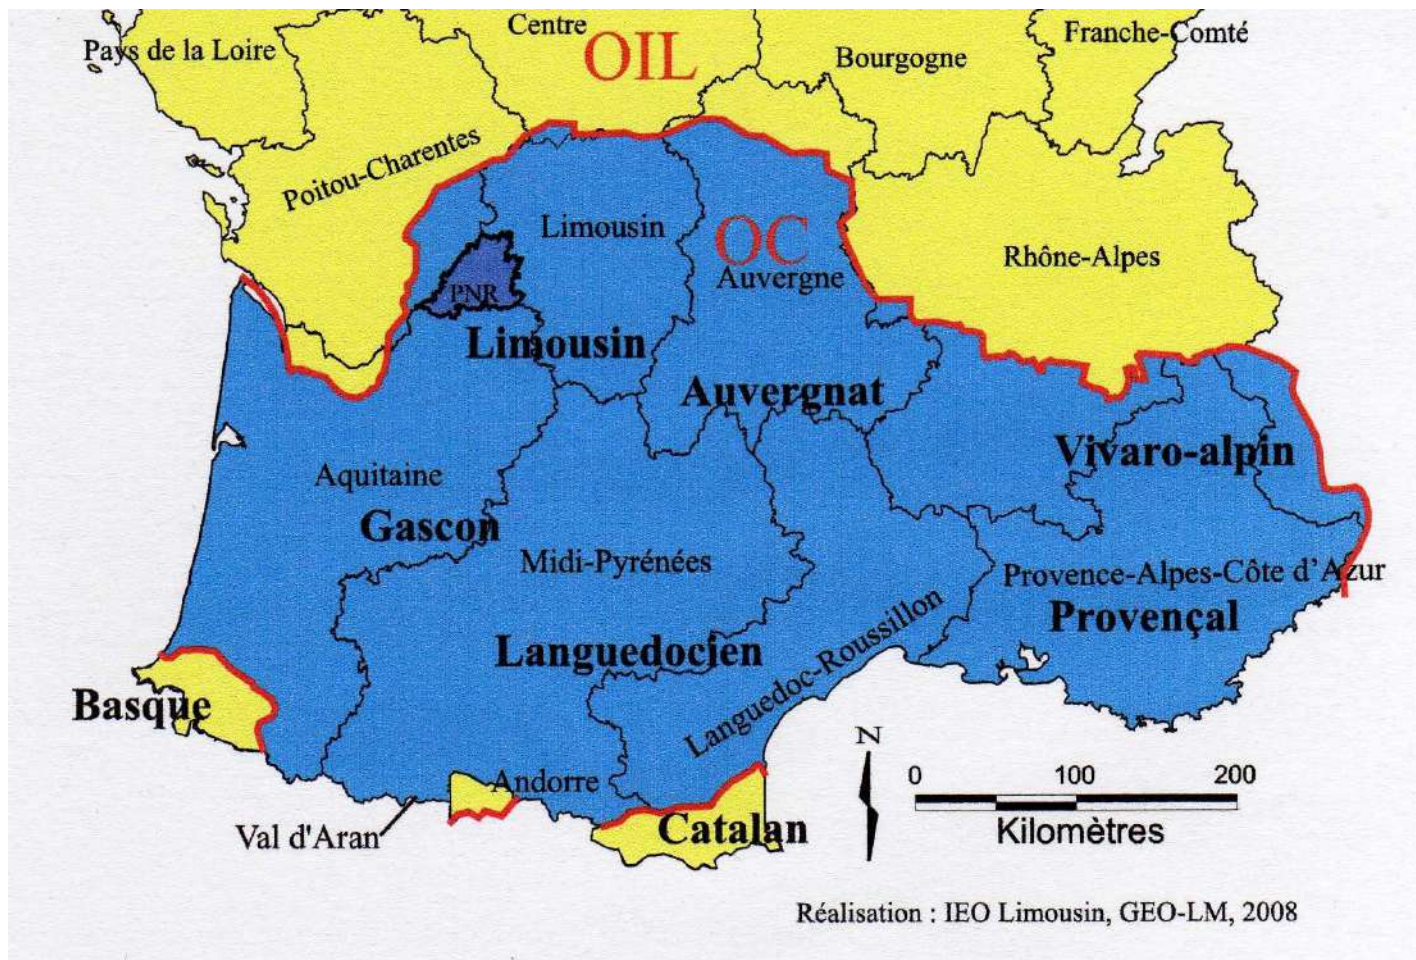 Centre
Franche-Comté
Pays de la Loire
OIL
Bourgogne
Poitou-Charentes
Limousin
OC
Rhône-Alpes
Auvergne
PNR
Limousin
Auvergnat
Vivaro-alpin
Aquitaine
Gascon
Midi-Pyrénées
Provence-Alpes-Côte d'Azur
Provençal
Languedocien
Languedoc-Roussillon
Basque
N
Andorre
0 100 200
Val d'Aran
Catalan
Kilomètres
Réalisation : IEO Limousin, GEO-LM, 2008